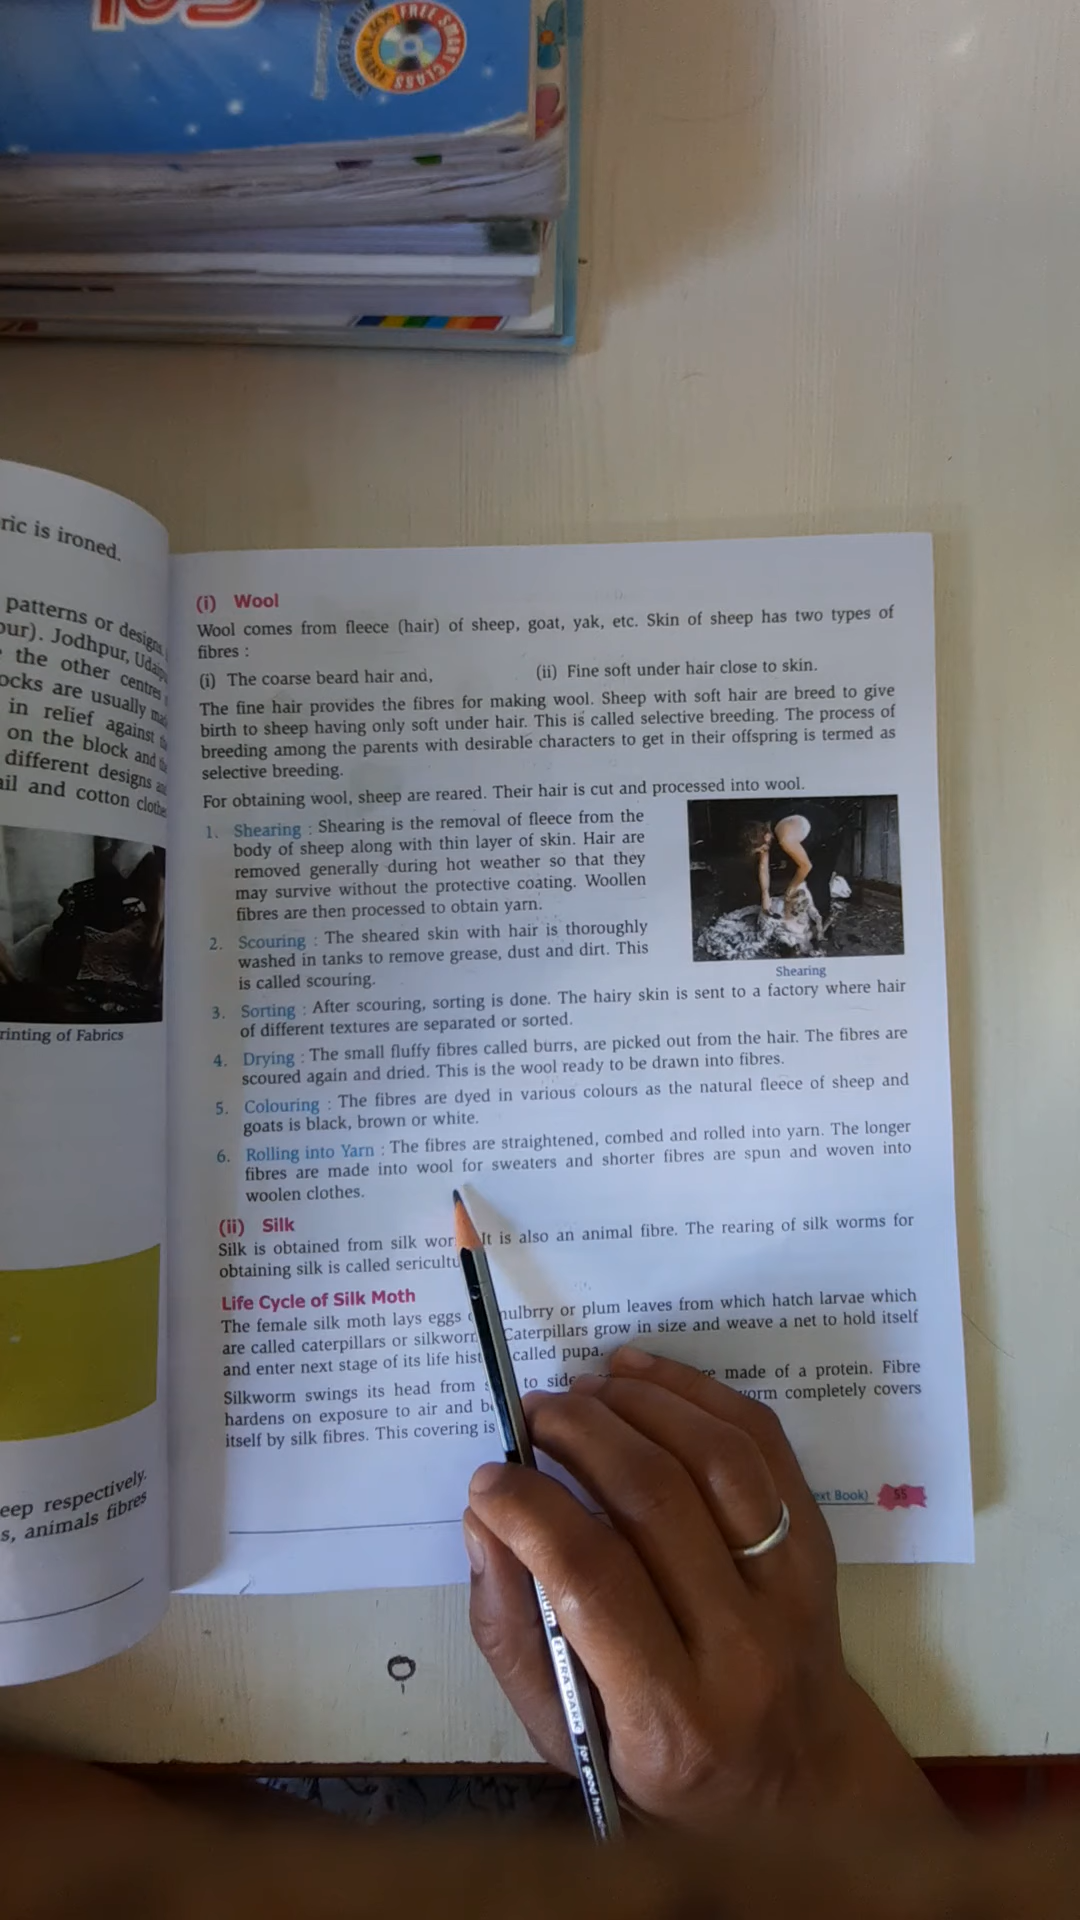 FREE SMART CLASS
ric is ironed.
patterns or designs
our). Jodhpur, Udaip
the other centres
ocks are usually ma
in relief against th
on the block and th
different designs an
ail and cotton clothe
rinting of Fabrics
eep respectively.
s, animals fibres
(i) Wool
Wool comes from fleece (hair) of sheep, goat, yak, etc. Skin of sheep has two types of
fibres :
(i) The coarse beard hair and, (ii) Fine soft under hair close to skin.
The fine hair provides the fibres for making wool. Sheep with soft hair are breed to give
birth to sheep having only soft under hair. This is called selective breeding. The process of
breeding among the parents with desirable characters to get in their offspring is termed as
selective breeding.
For obtaining wool, sheep are reared. Their hair is cut and processed into wool.
1. Shearing : Shearing is the removal of fleece from the
body of sheep along with thin layer of skin. Hair are
removed generally during hot weather so that they
may survive without the protective coating. Woollen
fibres are then processed to obtain yarn.
2. Scouring : The sheared skin with hair is thoroughly
washed in tanks to remove grease, dust and dirt. This
is called scouring.
Shearing
3. Sorting : After scouring, sorting is done. The hairy skin is sent to a factory where hair
of different textures are separated or sorted.
4. Drying : The small fluffy fibres called burrs, are picked out from the hair. The fibres are
scoured again and dried. This is the wool ready to be drawn into fibres.
5. Colouring : The fibres are dyed in various colours as the natural fleece of sheep and
goats is black, brown or white.
6. Rolling into Yarn : The fibres are straightened, combed and rolled into yarn. The longer
fibres are made into wool for sweaters and shorter fibres are spun and woven into
woolen clothes.
(ii) Silk
Silk is obtained from silk wor It is also an animal fibre. The rearing of silk worms for
obtaining silk is called sericultu
Life Cycle of Silk Moth
The female silk moth lays eggs mulbrry or plum leaves from which hatch larvae which
are called caterpillars or silkworm Caterpillars grow in size and weave a net to hold itself
and enter next stage of its life hist called pupa.
Silkworm swings its head from to side made of a protein. Fibre
hardens on exposure to air and be worm completely covers
itself by silk fibres. This covering is
ext Book) 55
EXTRA DARK for good hand